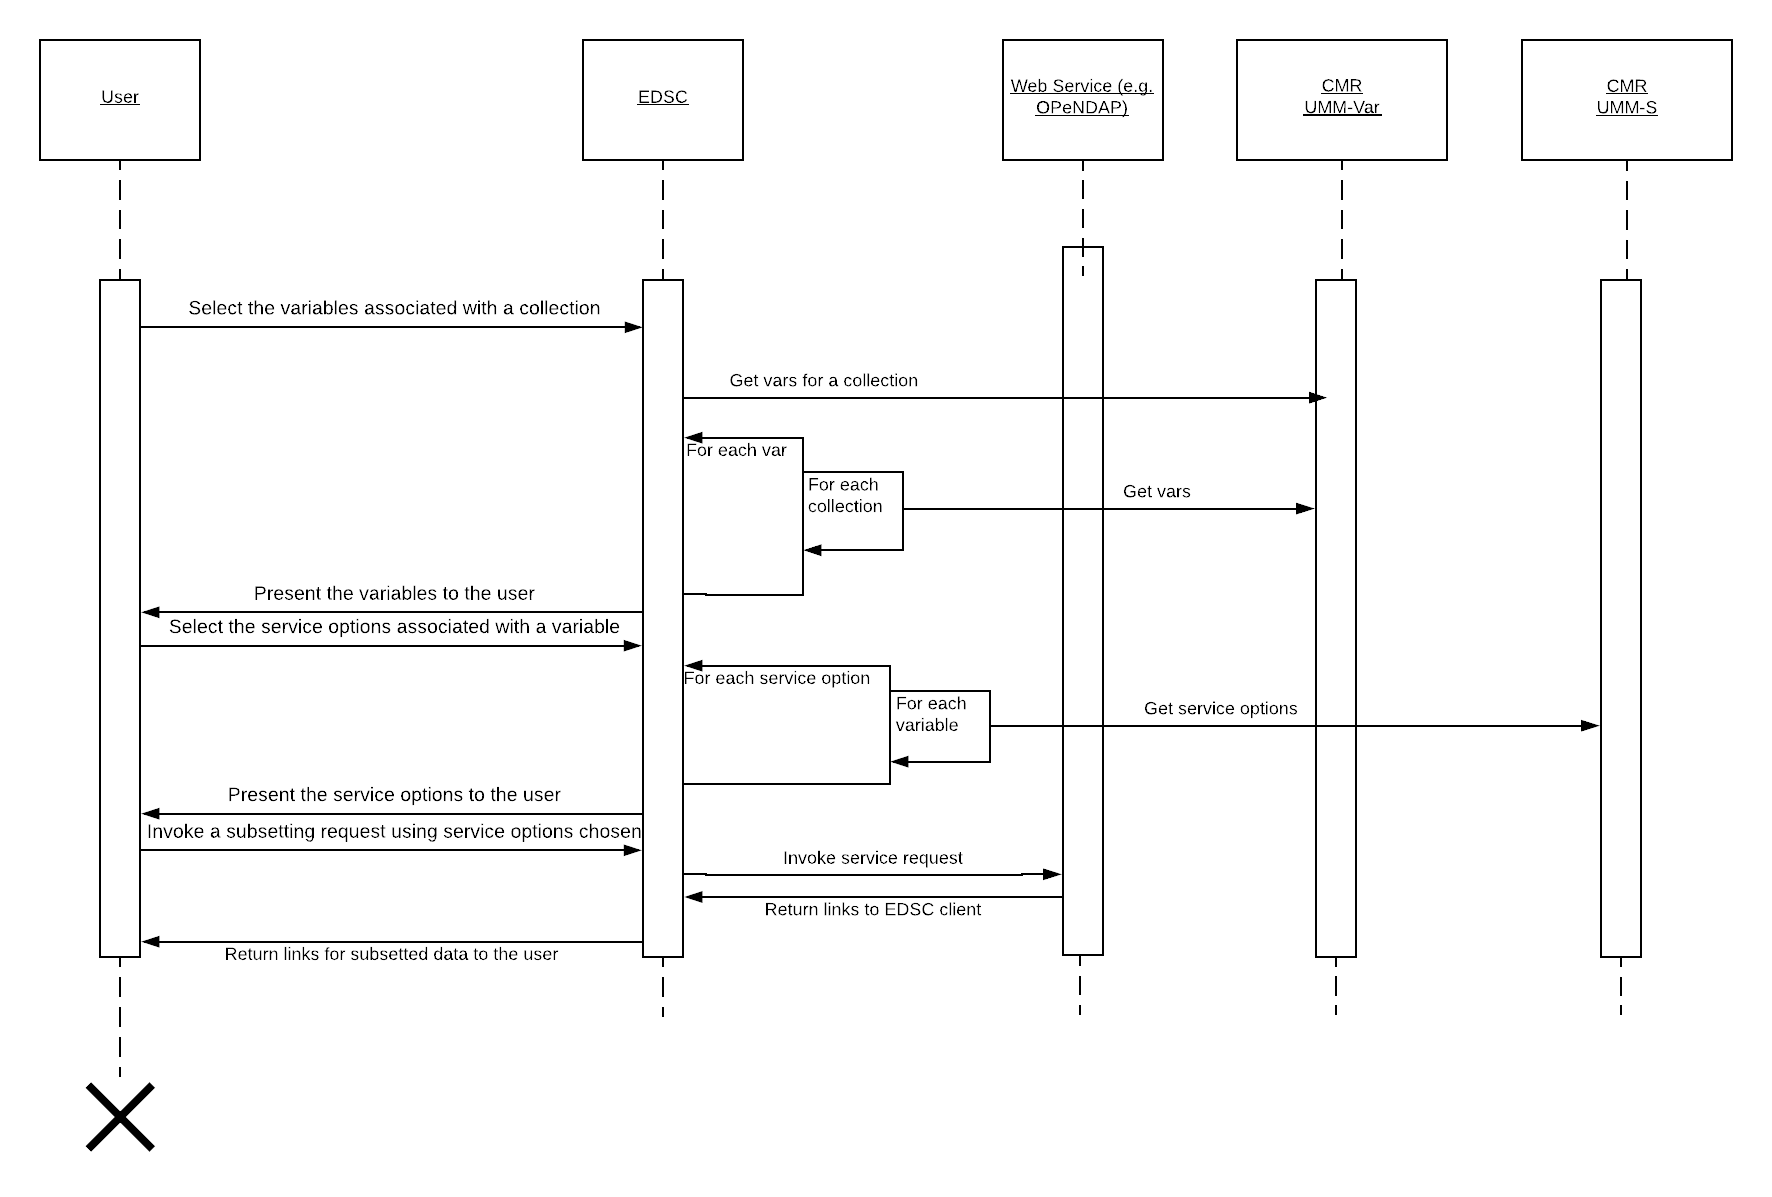 User
EDSC
Web Service (e.g.
OPeNDAP)
CMR
UMM-Var
CMR
UMM-S
Select the variables associated with a collection
Get vars for a collection
For each var
For each
collection
Get vars
Present the variables to the user
Select the service options associated with a variable
For each service option
For each
variable
Get service options
Present the service options to the user
Invoke a subsetting request using service options chosen
Invoke service request
Return links to EDSC client
Return links for subsetted data to the user